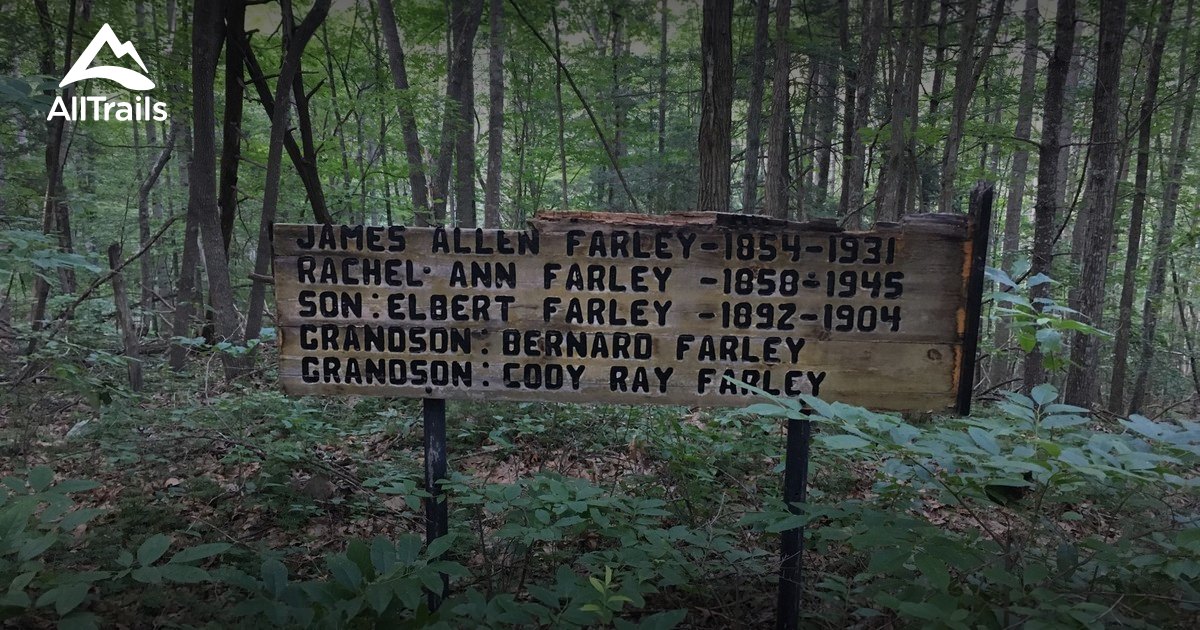 AllTrails
JAMES ALLEN FARLEY-1854-1931
RACHEL ANN FARLEY -1858-1945
SON: ELBERT FARLEY -1892-1904
GRANDSON: BERNARD FARLEY
GRANDSON: CODY RAY FARLEY